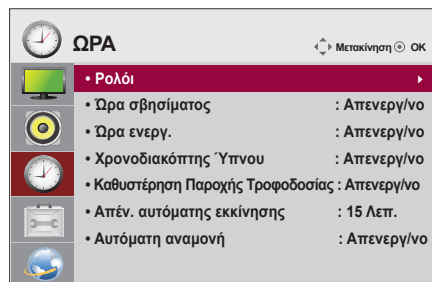 ΩΡΑ
Μετακίνηση OK
• Ρολόι
• Ώρα σβησίματος : Απενεργ/νο
• Ώρα ενεργ. : Απενεργ/νο
• Χρονοδιακόπτης Ύπνου : Απενεργ/νο
• Καθυστέρηση Παροχής Τροφοδοσίας : Απενεργ/νο
• Απέν. αυτόματης εκκίνησης : 15 Λεπ.
• Αυτόματη αναμονή : Απενεργ/νο